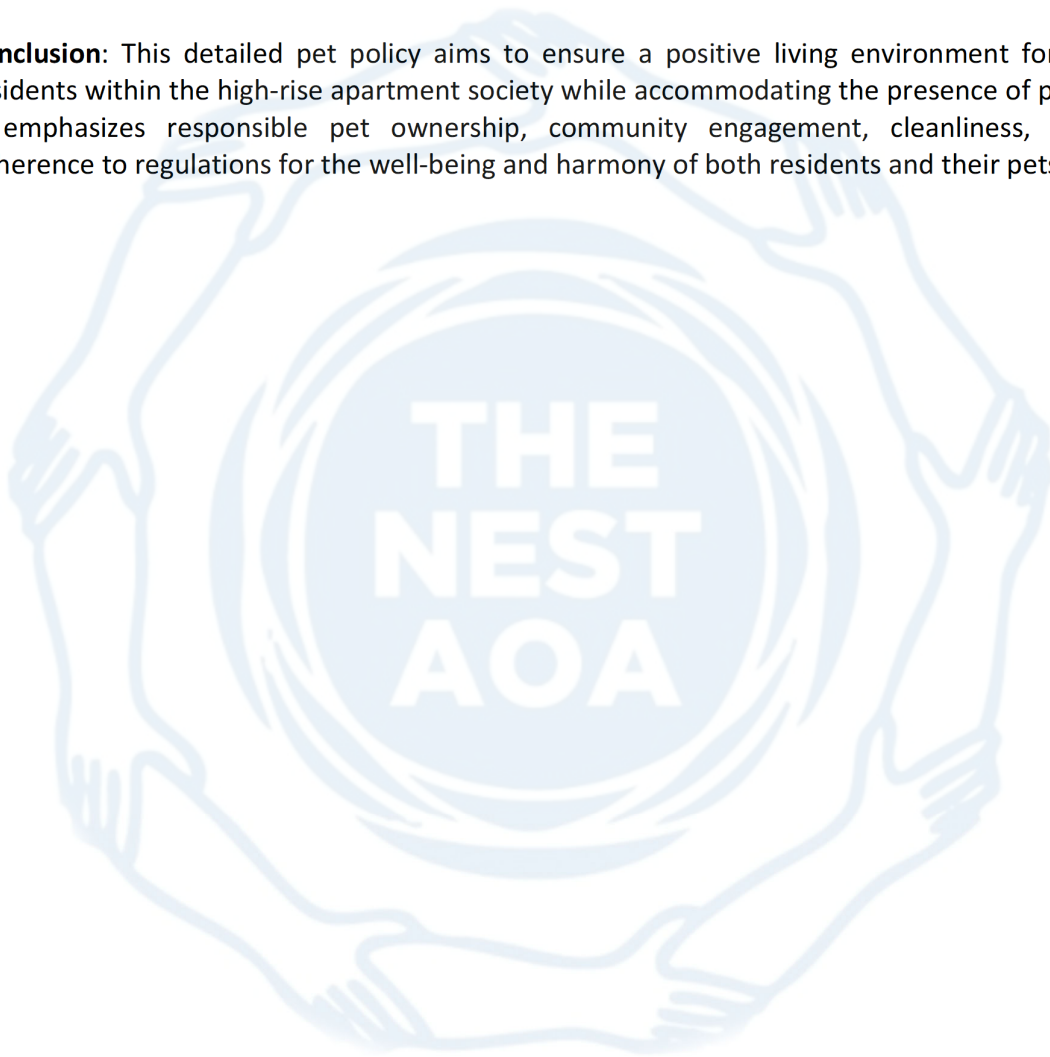 nclusion: This detailed pet policy aims to ensure a positive living environment for
sidents within the high-rise apartment society while accommodating the presence of p
emphasizes responsible pet ownership, community engagement, cleanliness,
herence to regulations for the well-being and harmony of both residents and their pets
THE
NEST
AOA